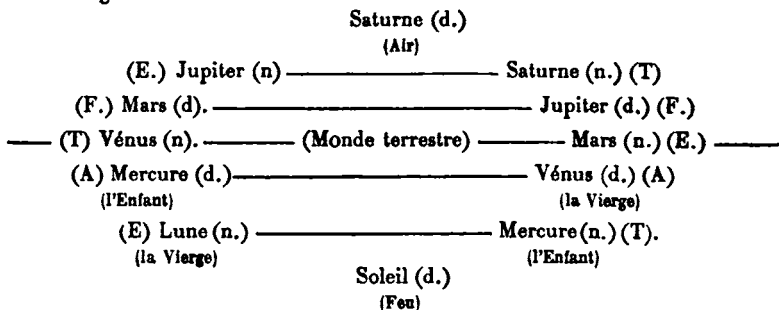 Saturne (d.)
(Air)
(E.) Jupiter (n) Saturne (n.) (T)
(F.) Mars (d). Jupiter (d.) (F.)
(T) Vénus (n). (Monde terrestre) Mars (n.) (E.)
(A) Mercure (d.) Vénus (d.) (A)
(l'Enfant) (la Vierge)
(E) Lune (n.) Mercure (n.) (T).
(la Vierge) (l'Enfant)
Soleil (d.)
(Feu)